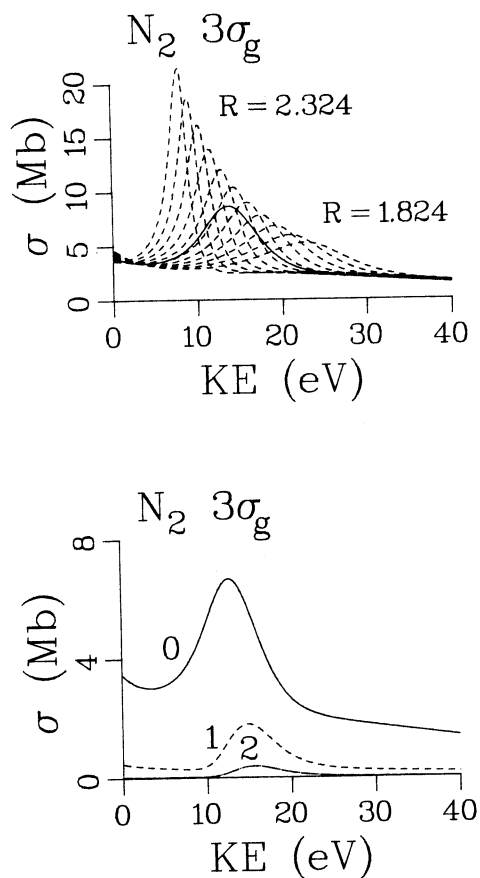 N₂ 3σg
R = 2.324
R = 1.824
σ (Mb)
0 5 10 15 20
0 10 20 30 40
KE (eV)
N₂ 3σg
0
1
2
σ (Mb)
0 4 8
0 10 20 30 40
KE (eV)